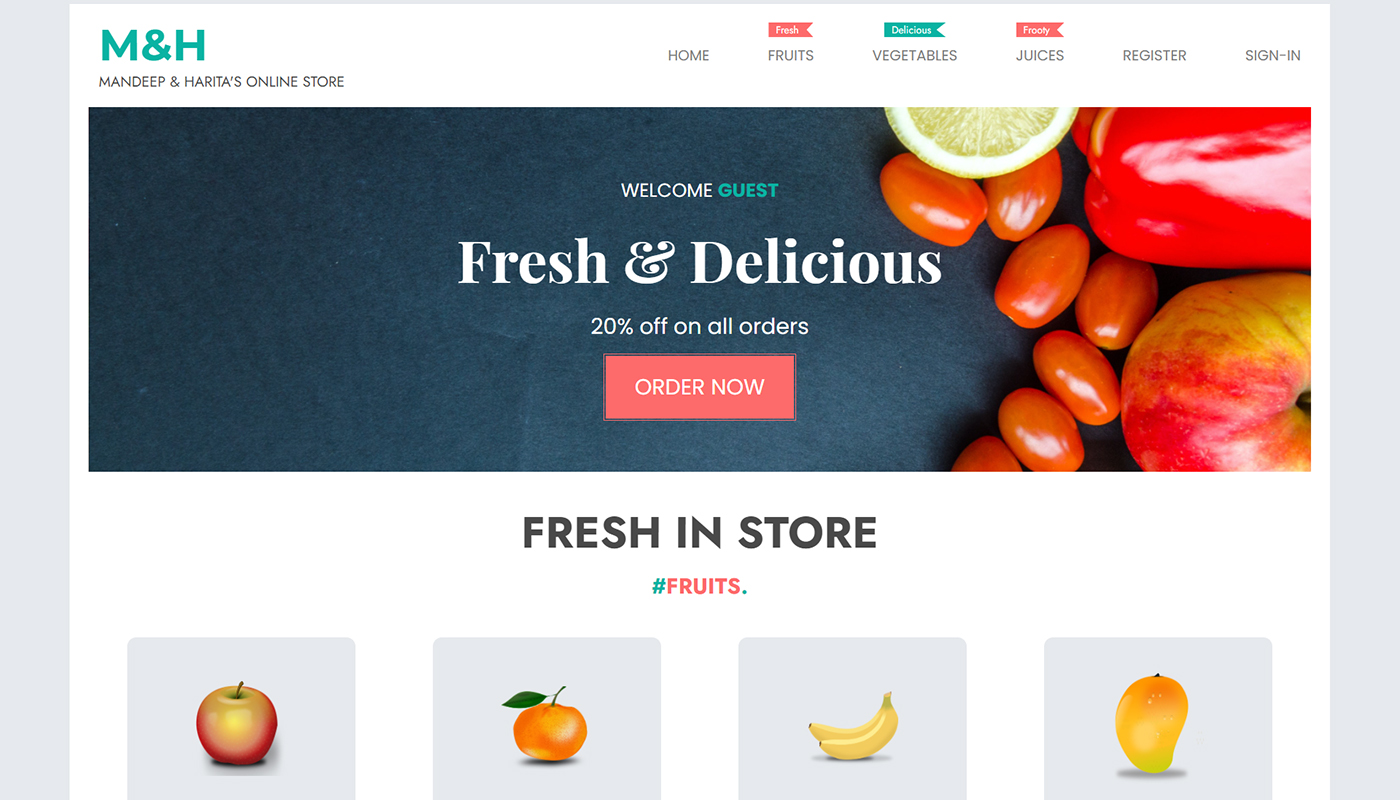 M&H
MANDEEP & HARITA'S ONLINE STORE
HOME
Fresh
FRUITS
Delicious
VEGETABLES
Frooty
JUICES
REGISTER
SIGN-IN
WELCOME GUEST
Fresh & Delicious
20% off on all orders
ORDER NOW
FRESH IN STORE
#FRUITS.